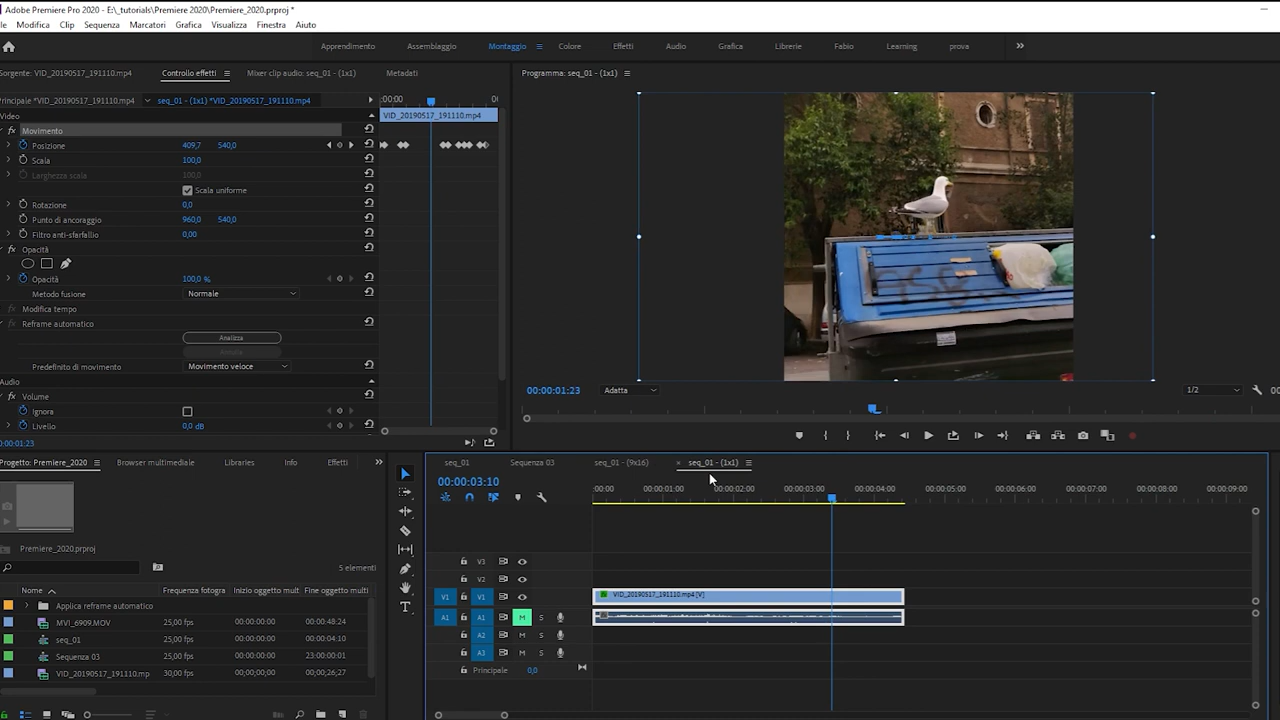 Adobe Premiere Pro 2020 - E:\_tutorials\Premiere 2020\Premiere_2020.prproj *
Modifica Clip Sequenza Marcatori Grafica Visualizza Finestra Aiuto
Apprendimento Assemblaggio Montaggio Colore Effetti Audio Grafica Librerie Fabio Learning prova
Sorgente: VID_20190517_191110.mp4 Controllo effetti Mixer clip audio: seq_01 - (1x1) Metadati
Programma: seq_01 - (1x1)
Principale *VID_20190517_191110.mp4 seq_01 - (1x1) *VID_20190517_191110.mp4
:00:00
Video
VID_20190517_191110.mp4
fx Movimento
Posizione 409,7 540,0
Scala 100,0
Larghezza scala 100,0
Scala uniforme
Rotazione 0,0
Punto di ancoraggio 960,0 540,0
Filtro anti-sfarfallio 0,00
fx Opacità
Opacità 100,0 %
Metodo fusione Normale
Modifica tempo
Reframe automatico
Analizza
Predefinito di movimento Movimento veloce
Audio
fx Volume
Ignora
Livello 0,0 dB
00:00:01:23 Adatta 1/2
Progetto: Premiere_2020 Browser multimediale Libraries Info Effetti
seq_01 Sequenza 03 seq_01 - (9x16) × seq_01 - (1x1)
00:00:03:10
:00:00 00:00:01:00 00:00:02:00 00:00:03:00 00:00:04:00 00:00:05:00 00:00:06:00 00:00:07:00 00:00:08:00 00:00:09:00
Premiere_2020.prproj
5 elementi
Nome Frequenza fotogra Inizio oggetto mult Fine oggetto mult
Applica reframe automatico
MVI_6909.MOV 25,00 fps 00:00:00:00 00:00:48:24
seq_01 25,00 fps 00:00:00:00 00:00:04:10
Sequenza 03 25,00 fps 00:00:00:00 23:00:00:01
VID_20190517_191110.mp 30,00 fps 00;00;00;00 00;00;26;27
V3
V2
V1 V1 VID_20190517_191110.mp4 [V]
A1 A1 M S
A2 M S
A3 M S
Principale 0,0